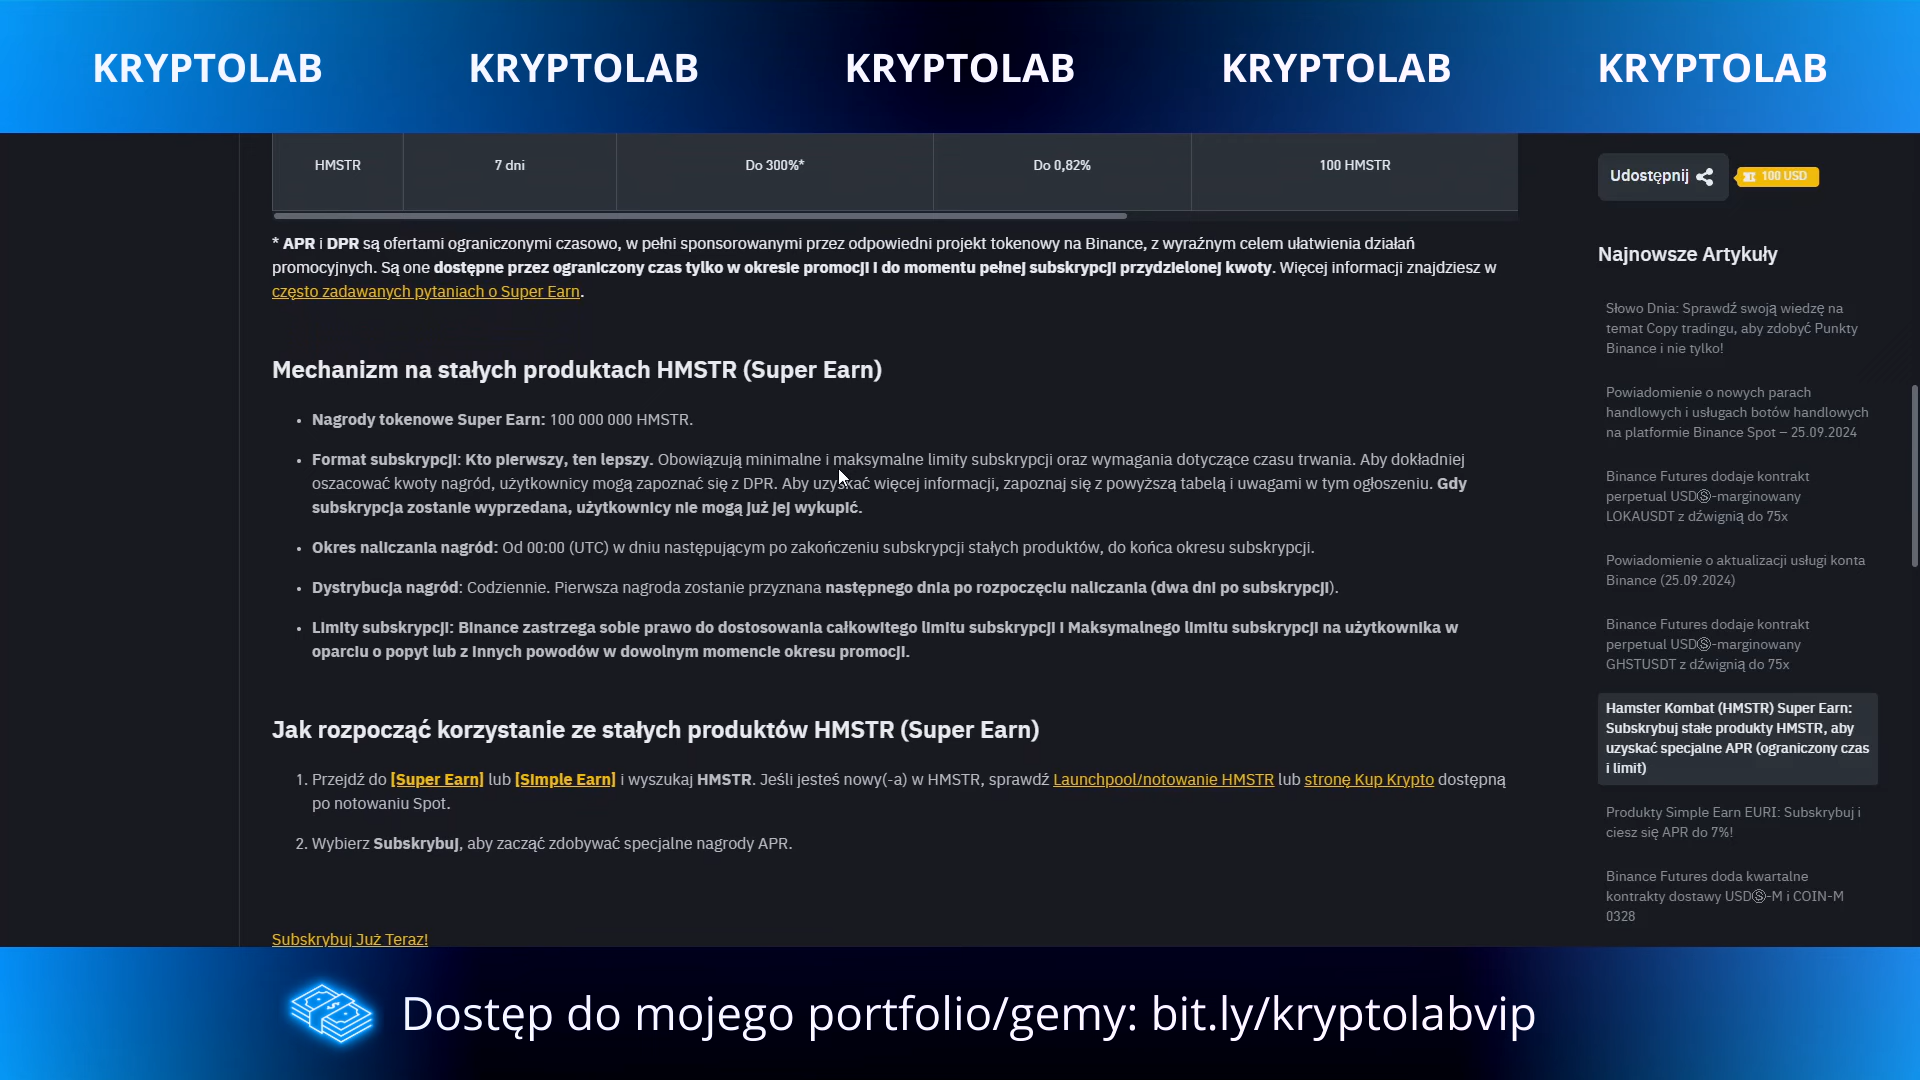 KRYPTOLAB KRYPTOLAB KRYPTOLAB KRYPTOLAB KRYPTOLAB
HMSTR 7 dni Do 300%* Do 0,82% 100 HMSTR
* APR i DPR są ofertami ograniczonymi czasowo, w pełni sponsorowanymi przez odpowiedni projekt tokenowy na Binance, z wyraźnym celem ułatwienia działań
promocyjnych. Są one dostępne przez ograniczony czas tylko w okresie promocji i do momentu pełnej subskrypcji przydzielonej kwoty. Więcej informacji znajdziesz w
często zadawanych pytaniach o Super Earn.
Mechanizm na stałych produktach HMSTR (Super Earn)
• Nagrody tokenowe Super Earn: 100 000 000 HMSTR.
• Format subskrypcji: Kto pierwszy, ten lepszy. Obowiązują minimalne i maksymalne limity subskrypcji oraz wymagania dotyczące czasu trwania. Aby dokładniej
oszacować kwoty nagród, użytkownicy mogą zapoznać się z DPR. Aby uzyskać więcej informacji, zapoznaj się z powyższą tabelą i uwagami w tym ogłoszeniu. Gdy
subskrypcja zostanie wyprzedana, użytkownicy nie mogą już jej wykupić.
• Okres naliczania nagród: Od 00:00 (UTC) w dniu następującym po zakończeniu subskrypcji stałych produktów, do końca okresu subskrypcji.
• Dystrybucja nagród: Codziennie. Pierwsza nagroda zostanie przyznana następnego dnia po rozpoczęciu naliczania (dwa dni po subskrypcji).
• Limity subskrypcji: Binance zastrzega sobie prawo do dostosowania całkowitego limitu subskrypcji i Maksymalnego limitu subskrypcji na użytkownika w
oparciu o popyt lub z innych powodów w dowolnym momencie okresu promocji.
Jak rozpocząć korzystanie ze stałych produktów HMSTR (Super Earn)
1. Przejdź do [Super Earn] lub [Simple Earn] i wyszukaj HMSTR. Jeśli jesteś nowy(-a) w HMSTR, sprawdź Launchpool/notowanie HMSTR lub stronę Kup Krypto dostępną
po notowaniu Spot.
2. Wybierz Subskrybuj, aby zacząć zdobywać specjalne nagrody APR.
Subskrybuj Już Teraz!
Udostępnij 100 USD
Najnowsze Artykuły
Słowo Dnia: Sprawdź swoją wiedzę na
temat Copy tradingu, aby zdobyć Punkty
Binance i nie tylko!
Powiadomienie o nowych parach
handlowych i usługach botów handlowych
na platformie Binance Spot – 25.09.2024
Binance Futures dodaje kontrakt
perpetual USDⓈ-marginowany
LOKAUSDT z dźwignią do 75x
Powiadomienie o aktualizacji usługi konta
Binance (25.09.2024)
Binance Futures dodaje kontrakt
perpetual USDⓈ-marginowany
GHSTUSDT z dźwignią do 75x
Hamster Kombat (HMSTR) Super Earn:
Subskrybuj stałe produkty HMSTR, aby
uzyskać specjalne APR (ograniczony czas
i limit)
Produkty Simple Earn EURI: Subskrybuj i
ciesz się APR do 7%!
Binance Futures doda kwartalne
kontrakty dostawy USDⓈ-M i COIN-M
0328
Dostęp do mojego portfolio/gemy: bit.ly/kryptolabvip